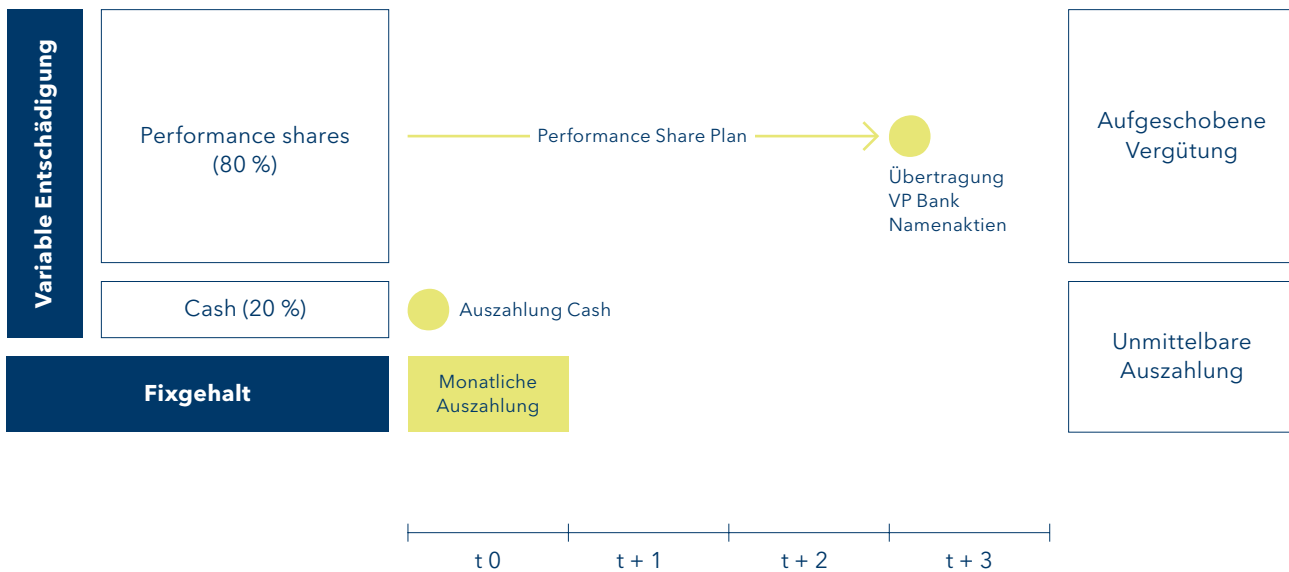 Variable Entschädigung
Performance shares
(80 %)
Performance Share Plan
Übertragung
VP Bank
Namenaktien
Aufgeschobene
Vergütung
Cash (20 %)
Auszahlung Cash
Unmittelbare
Auszahlung
Fixgehalt
Monatliche
Auszahlung
t 0
t + 1
t + 2
t + 3